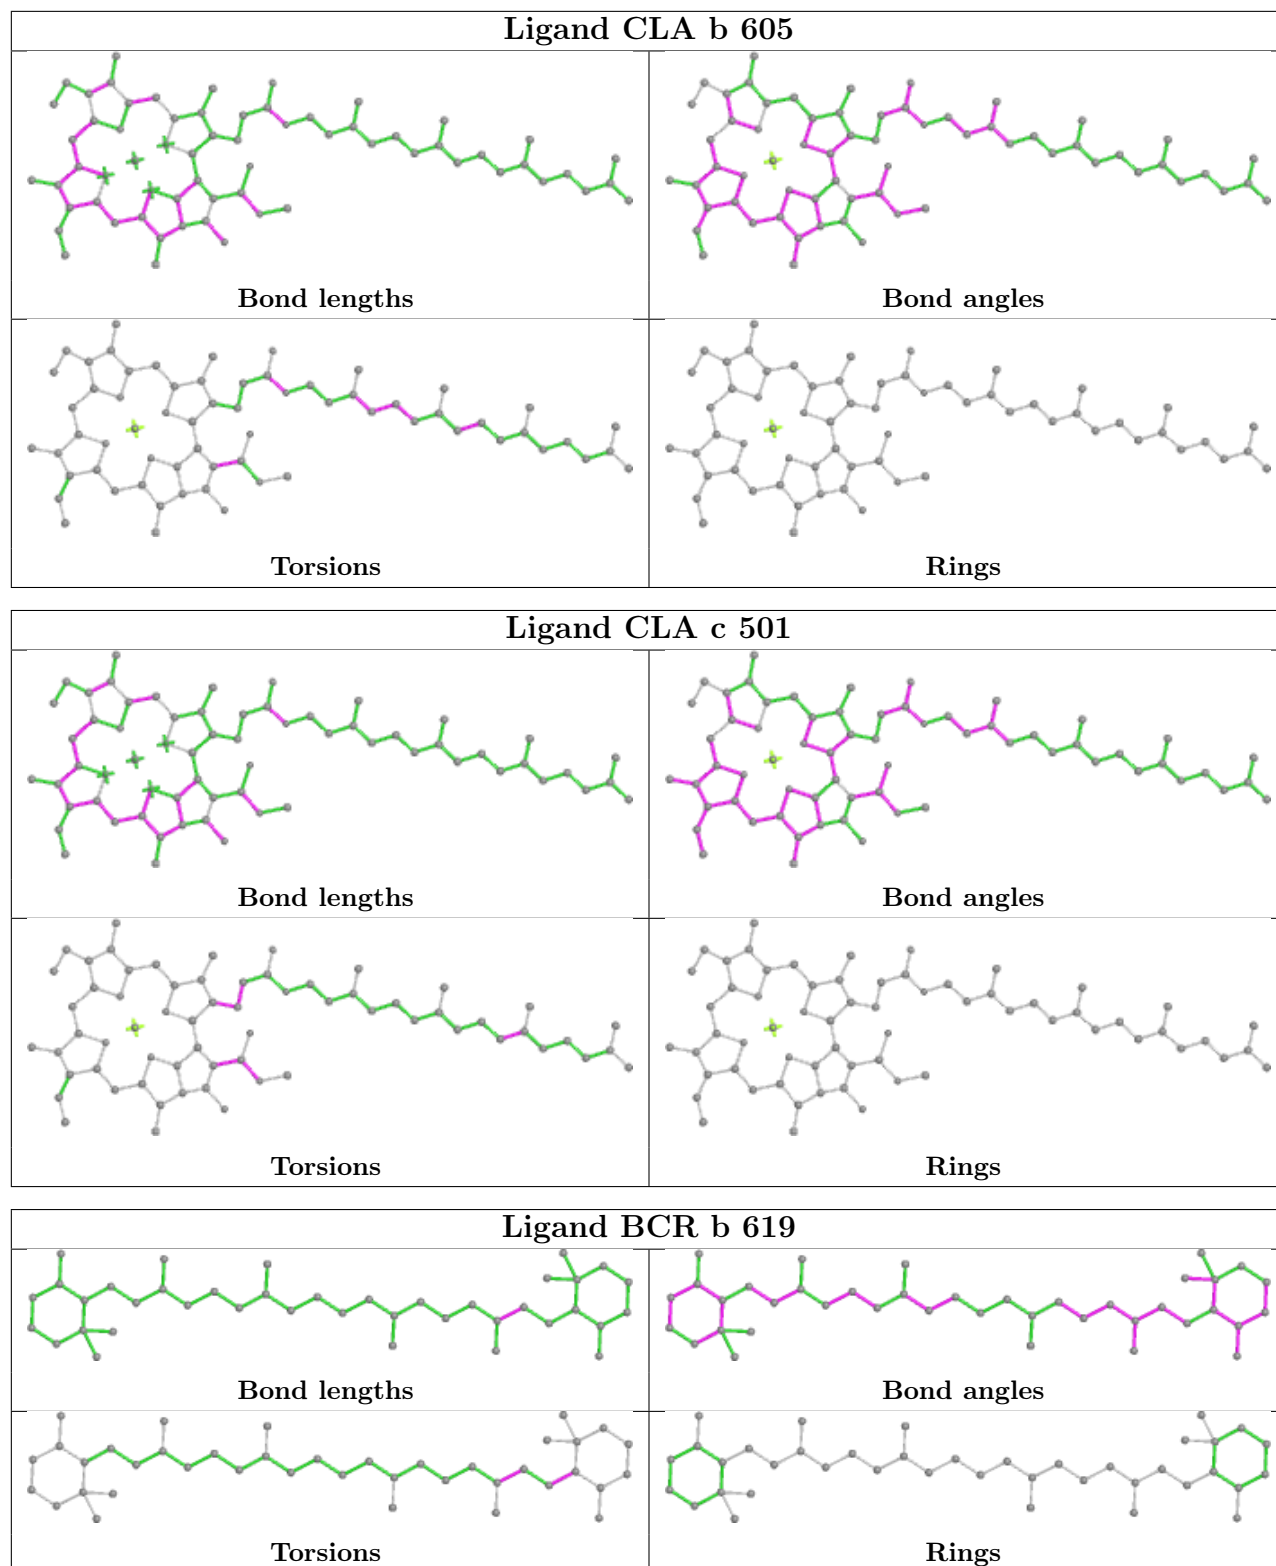 Ligand CLA b 605
Bond lengths
Bond angles
Torsions
Rings
Ligand CLA c 501
Bond lengths
Bond angles
Torsions
Rings
Ligand BCR b 619
Bond lengths
Bond angles
Torsions
Rings